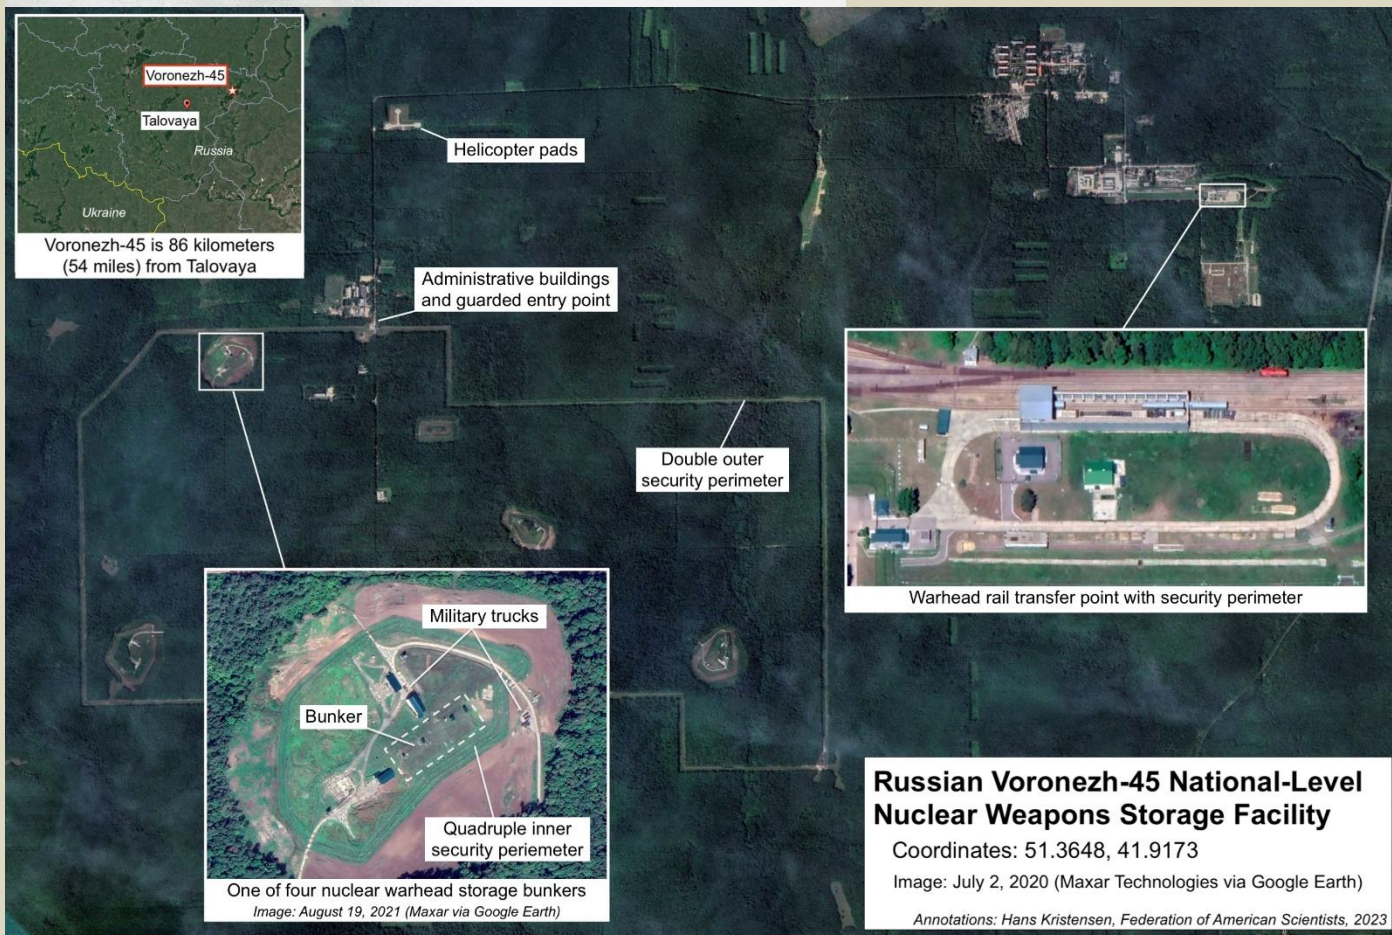 Voronezh-45
Talovaya
Russia
Ukraine
Voronezh-45 is 86 kilometers
(54 miles) from Talovaya
Helicopter pads
Administrative buildings
and guarded entry point
Double outer
security perimeter
Warhead rail transfer point with security perimeter
Military trucks
Bunker
Quadruple inner
security periemeter
One of four nuclear warhead storage bunkers
Image: August 19, 2021 (Maxar via Google Earth)
Russian Voronezh-45 National-Level
Nuclear Weapons Storage Facility
Coordinates: 51.3648, 41.9173
Image: July 2, 2020 (Maxar Technologies via Google Earth)
Annotations: Hans Kristensen, Federation of American Scientists, 2023